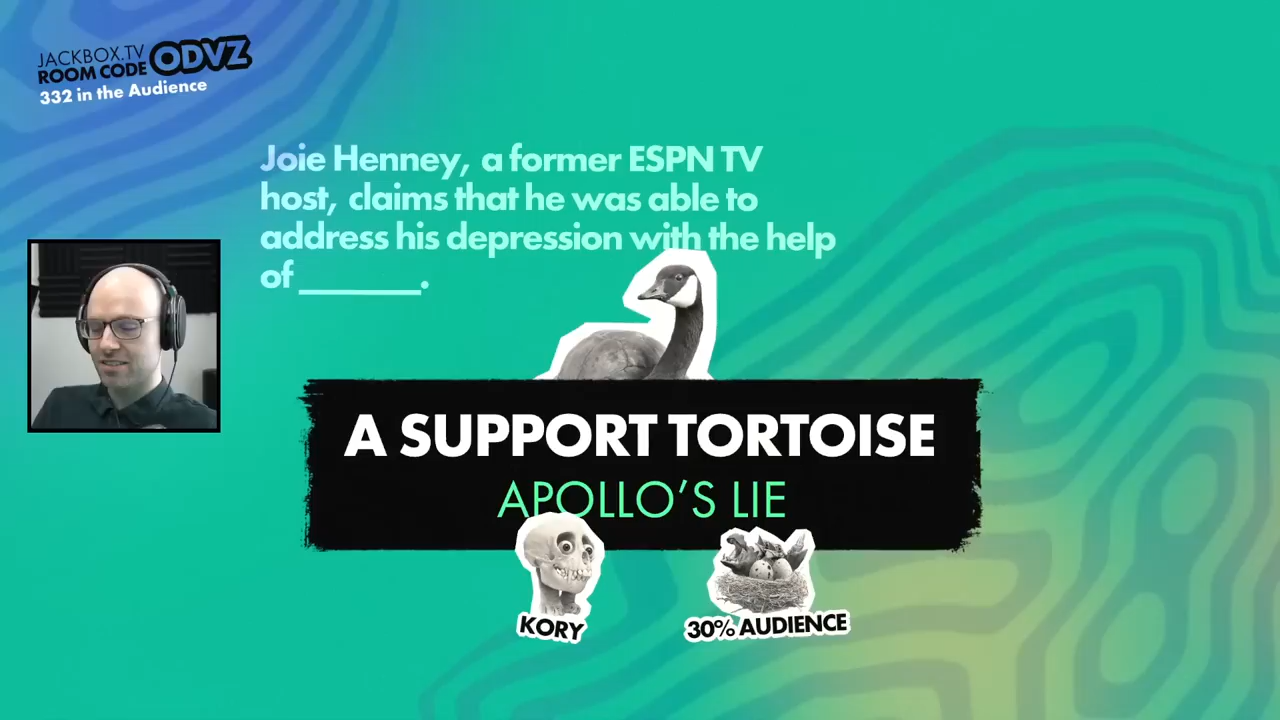 JACKBOX.TV
ROOM CODE ODVZ
332 in the Audience
Joie Henney, a former ESPN TV
host, claims that he was able to
address his depression with the help
of ______.
A SUPPORT TORTOISE
APOLLO'S LIE
KORY
30% AUDIENCE